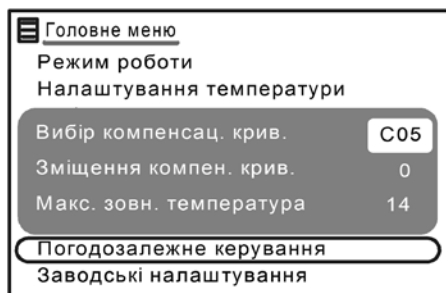 Головне меню
Режим роботи
Налаштування температури
Вибір компенсац. крив. C05
Зміщення компен. крив. 0
Макс. зовн. температура 14
Погодозалежне керування
Заводські налаштування